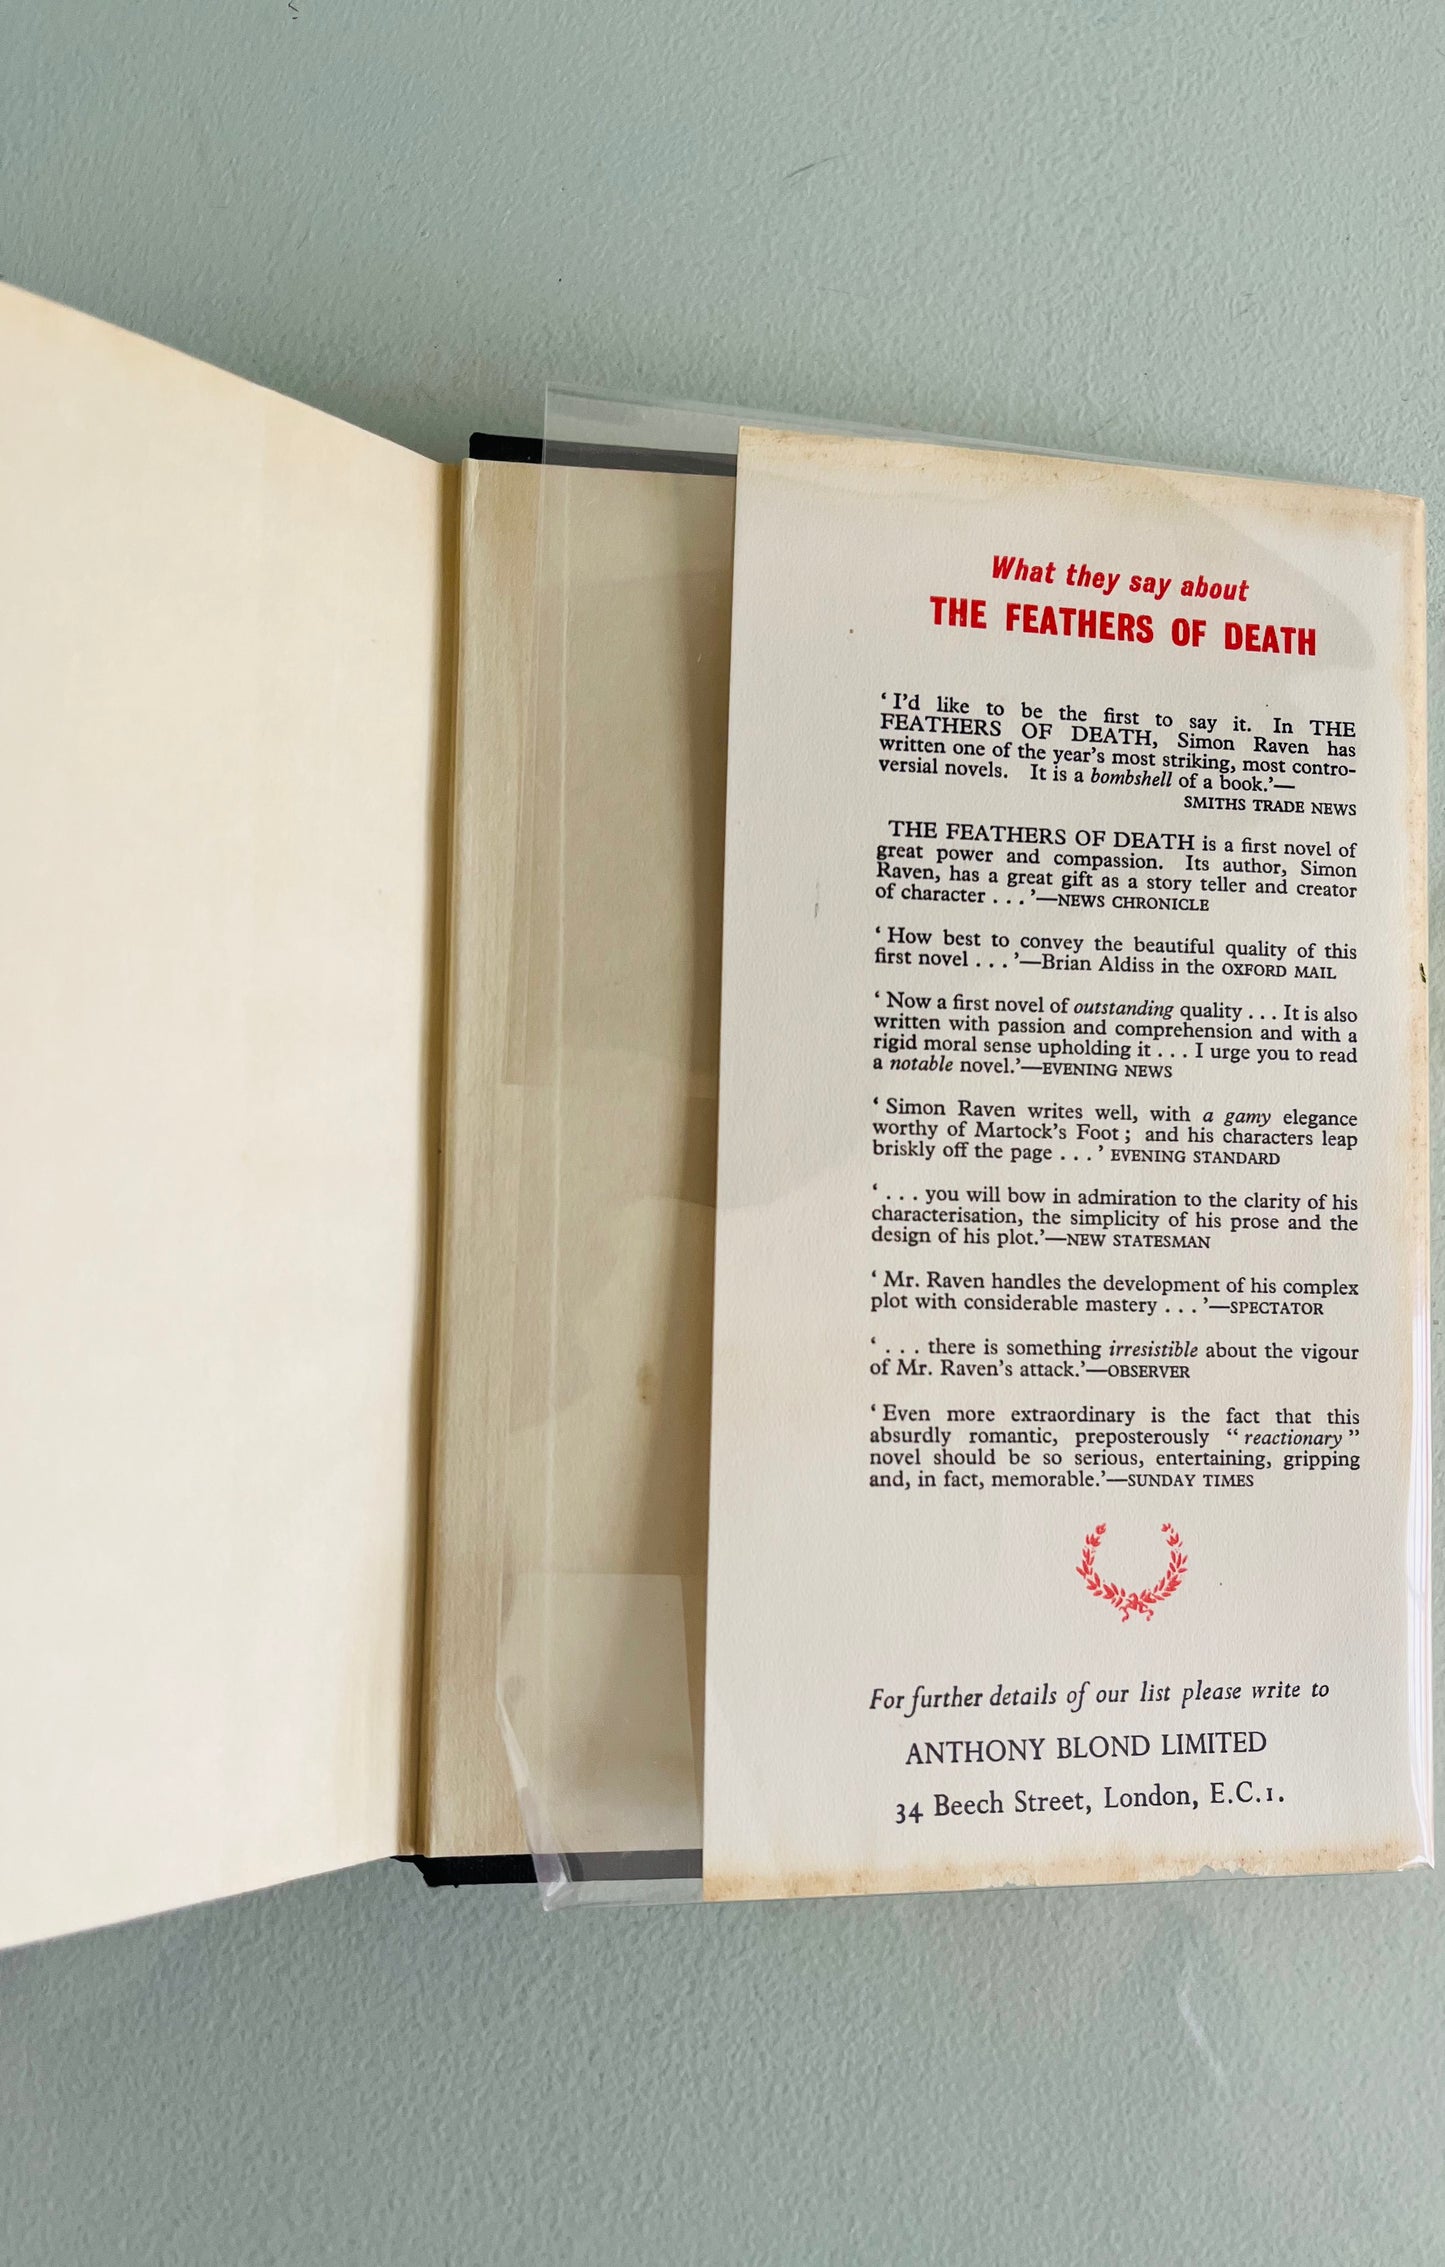 What they say about
THE FEATHERS OF DEATH
‘ I’d like to be the first to say it. In THE
FEATHERS OF DEATH, Simon Raven has
written one of the year’s most striking, most contro-
versial novels. It is a bombshell of a book.’—
SMITHS TRADE NEWS
THE FEATHERS OF DEATH is a first novel of
great power and compassion. Its author, Simon
Raven, has a great gift as a story teller and creator
of character . . . ’—NEWS CHRONICLE
‘ How best to convey the beautiful quality of this
first novel . . . ’—Brian Aldiss in the OXFORD MAIL
‘ Now a first novel of outstanding quality . . . It is also
written with passion and comprehension and with a
rigid moral sense upholding it . . . I urge you to read
a notable novel.’—EVENING NEWS
‘ Simon Raven writes well, with a gamy elegance
worthy of Martock’s Foot ; and his characters leap
briskly off the page . . . ’ EVENING STANDARD
‘ . . . you will bow in admiration to the clarity of his
characterisation, the simplicity of his prose and the
design of his plot.’—NEW STATESMAN
‘ Mr. Raven handles the development of his complex
plot with considerable mastery . . . ’—SPECTATOR
‘ . . . there is something irresistible about the vigour
of Mr. Raven’s attack.’—OBSERVER
‘ Even more extraordinary is the fact that this
absurdly romantic, preposterously “ reactionary ”
novel should be so serious, entertaining, gripping
and, in fact, memorable.’—SUNDAY TIMES
For further details of our list please write to
ANTHONY BLOND LIMITED
34 Beech Street, London, E.C.1.